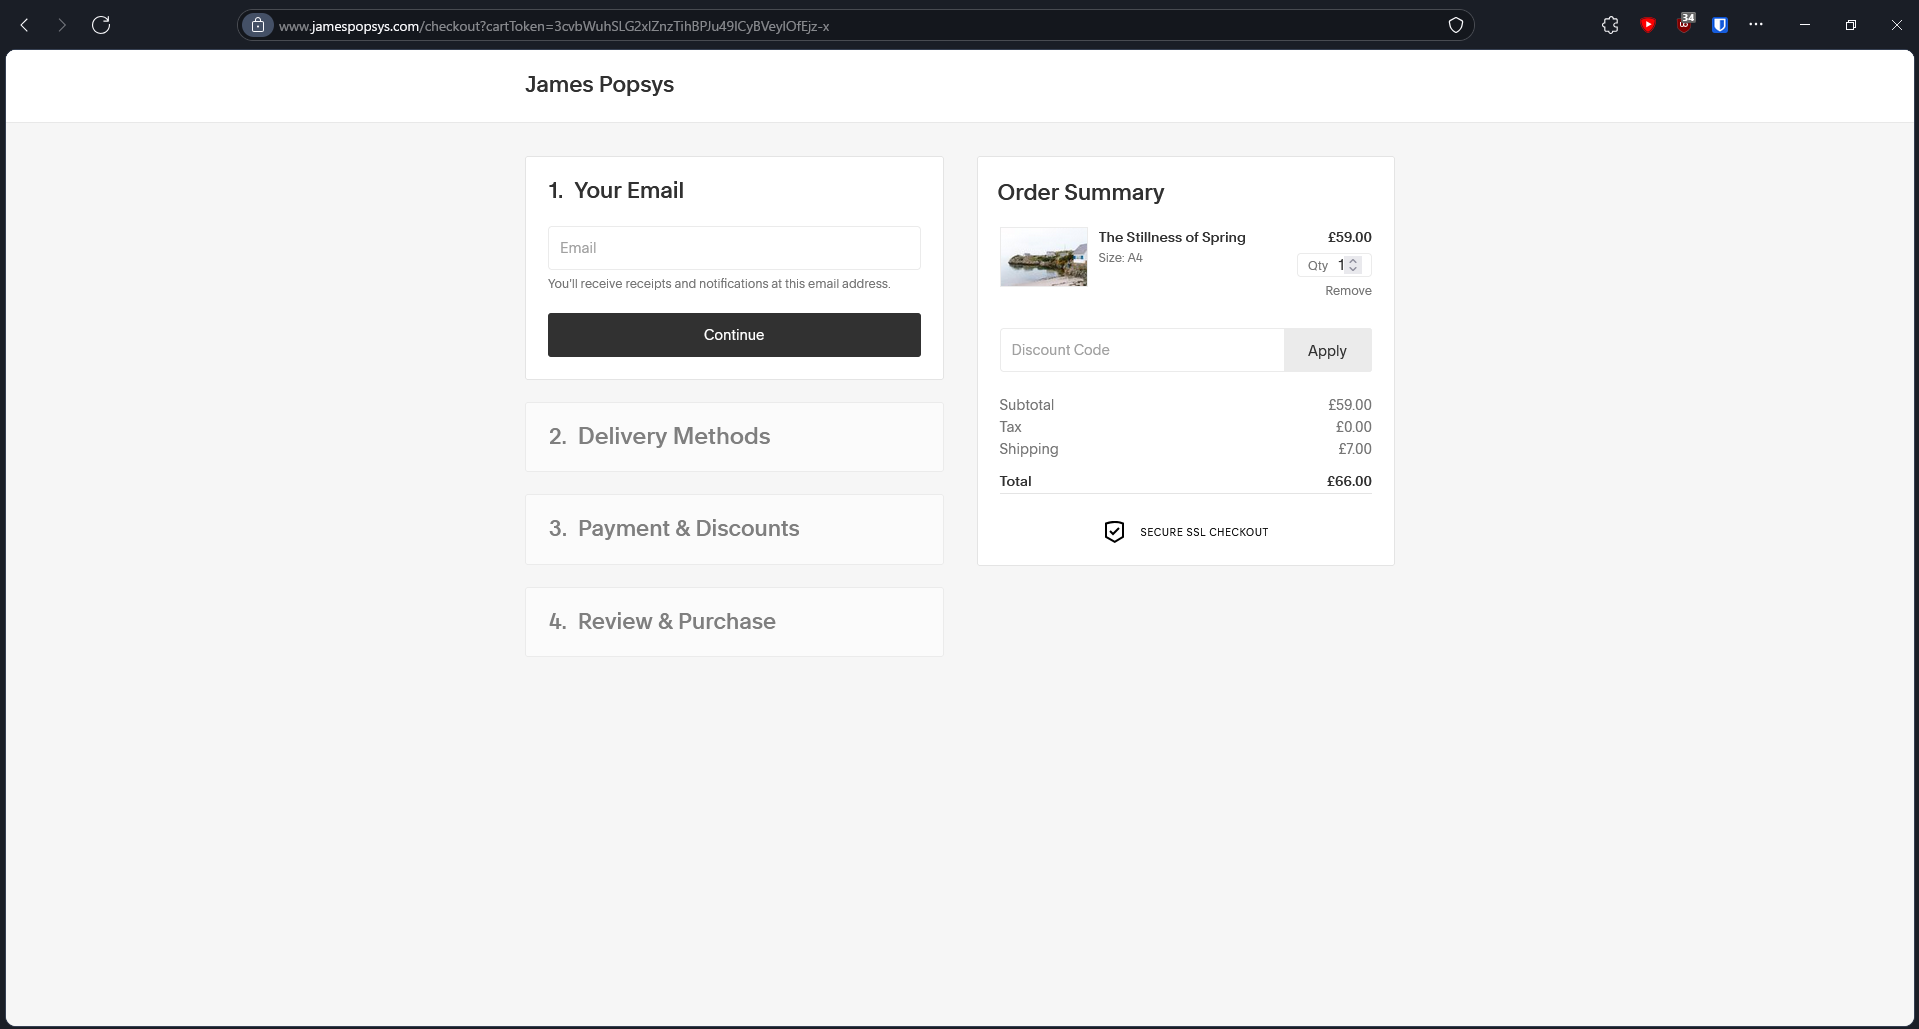 www.jamespopsys.com/checkout?cartToken=3cvbWuhSLG2xlZnzTihBPJu49ICyBVeyIOfEjz-x
34
James Popsys
1. Your Email
Email
You'll receive receipts and notifications at this email address.
Continue
2. Delivery Methods
3. Payment & Discounts
4. Review & Purchase
Order Summary
The Stillness of Spring £59.00
Size: A4
Qty 1
Remove
Discount Code Apply
Subtotal £59.00
Tax £0.00
Shipping £7.00
Total £66.00
SECURE SSL CHECKOUT